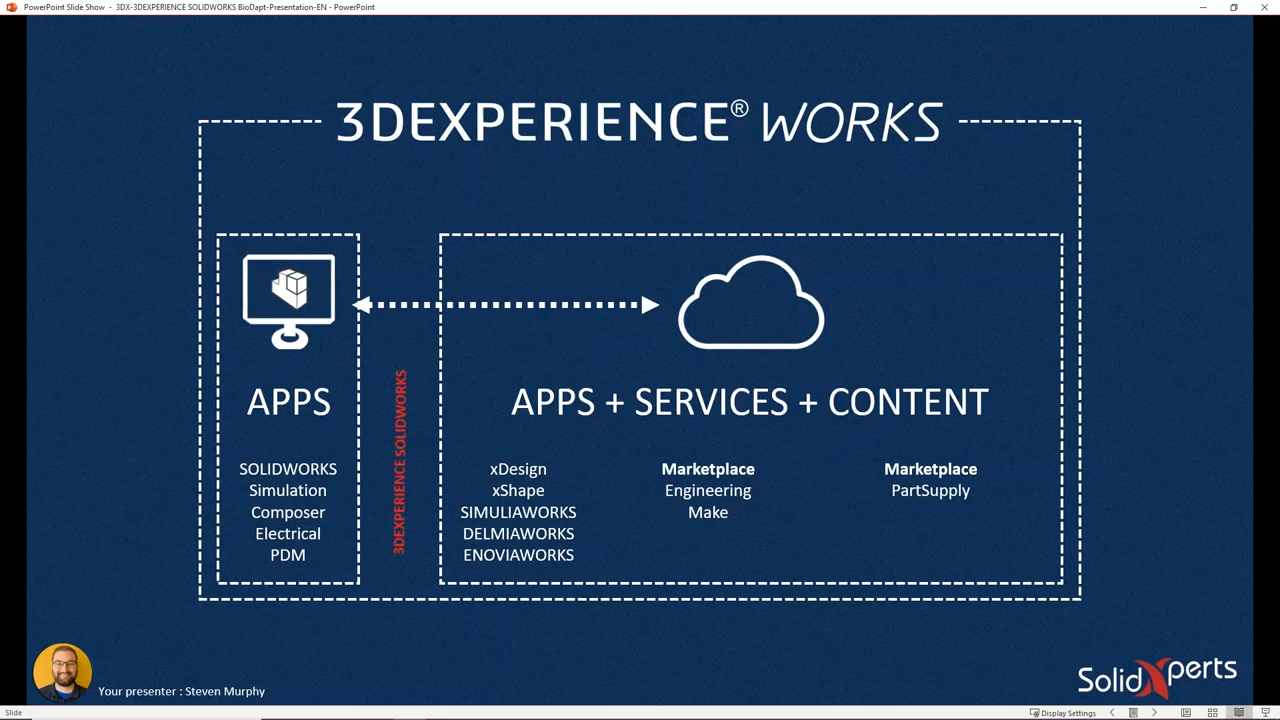 PowerPoint Slide Show - 3DX-3DEXPERIENCE SOLIDWORKS BioDapt-Presentation-EN - PowerPoint
3DEXPERIENCE® WORKS
APPS
SOLIDWORKS
Simulation
Composer
Electrical
PDM
3DEXPERIENCE SOLIDWORKS
APPS + SERVICES + CONTENT
xDesign
xShape
SIMULIAWORKS
DELMIAWORKS
ENOVIAWORKS
Marketplace
Engineering
Make
Marketplace
PartSupply
Your presenter : Steven Murphy
SolidXperts
Slide
Display Settings